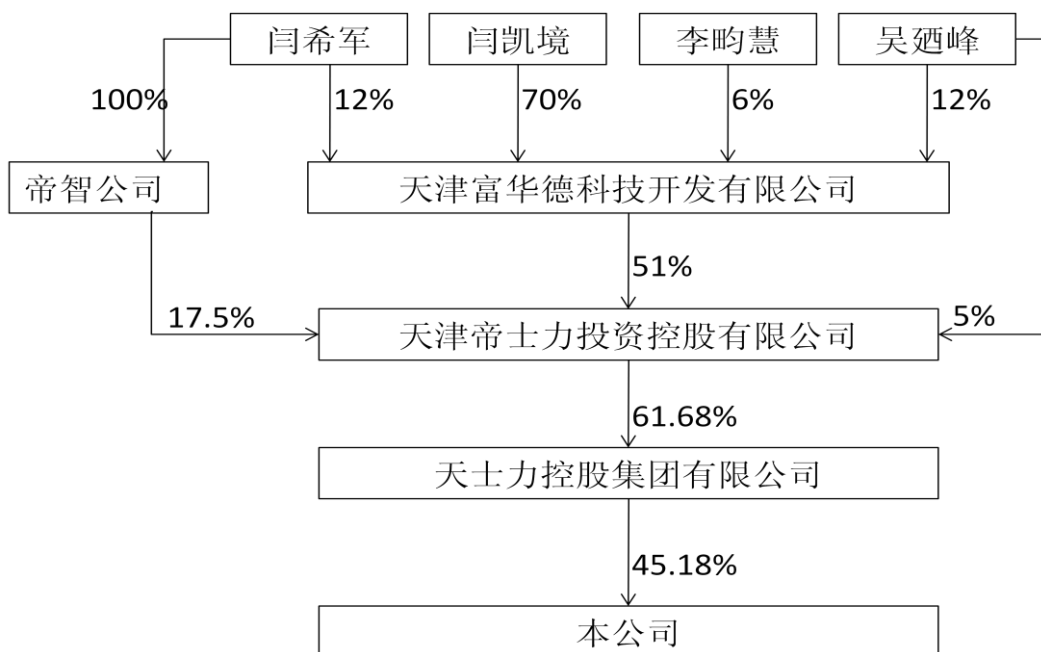 闫希军
闫凯境
李畇慧
吴迺峰
100%
12%
70%
6%
12%
帝智公司
天津富华德科技开发有限公司
51%
17.5%
5%
天津帝士力投资控股有限公司
61.68%
天士力控股集团有限公司
45.18%
本公司